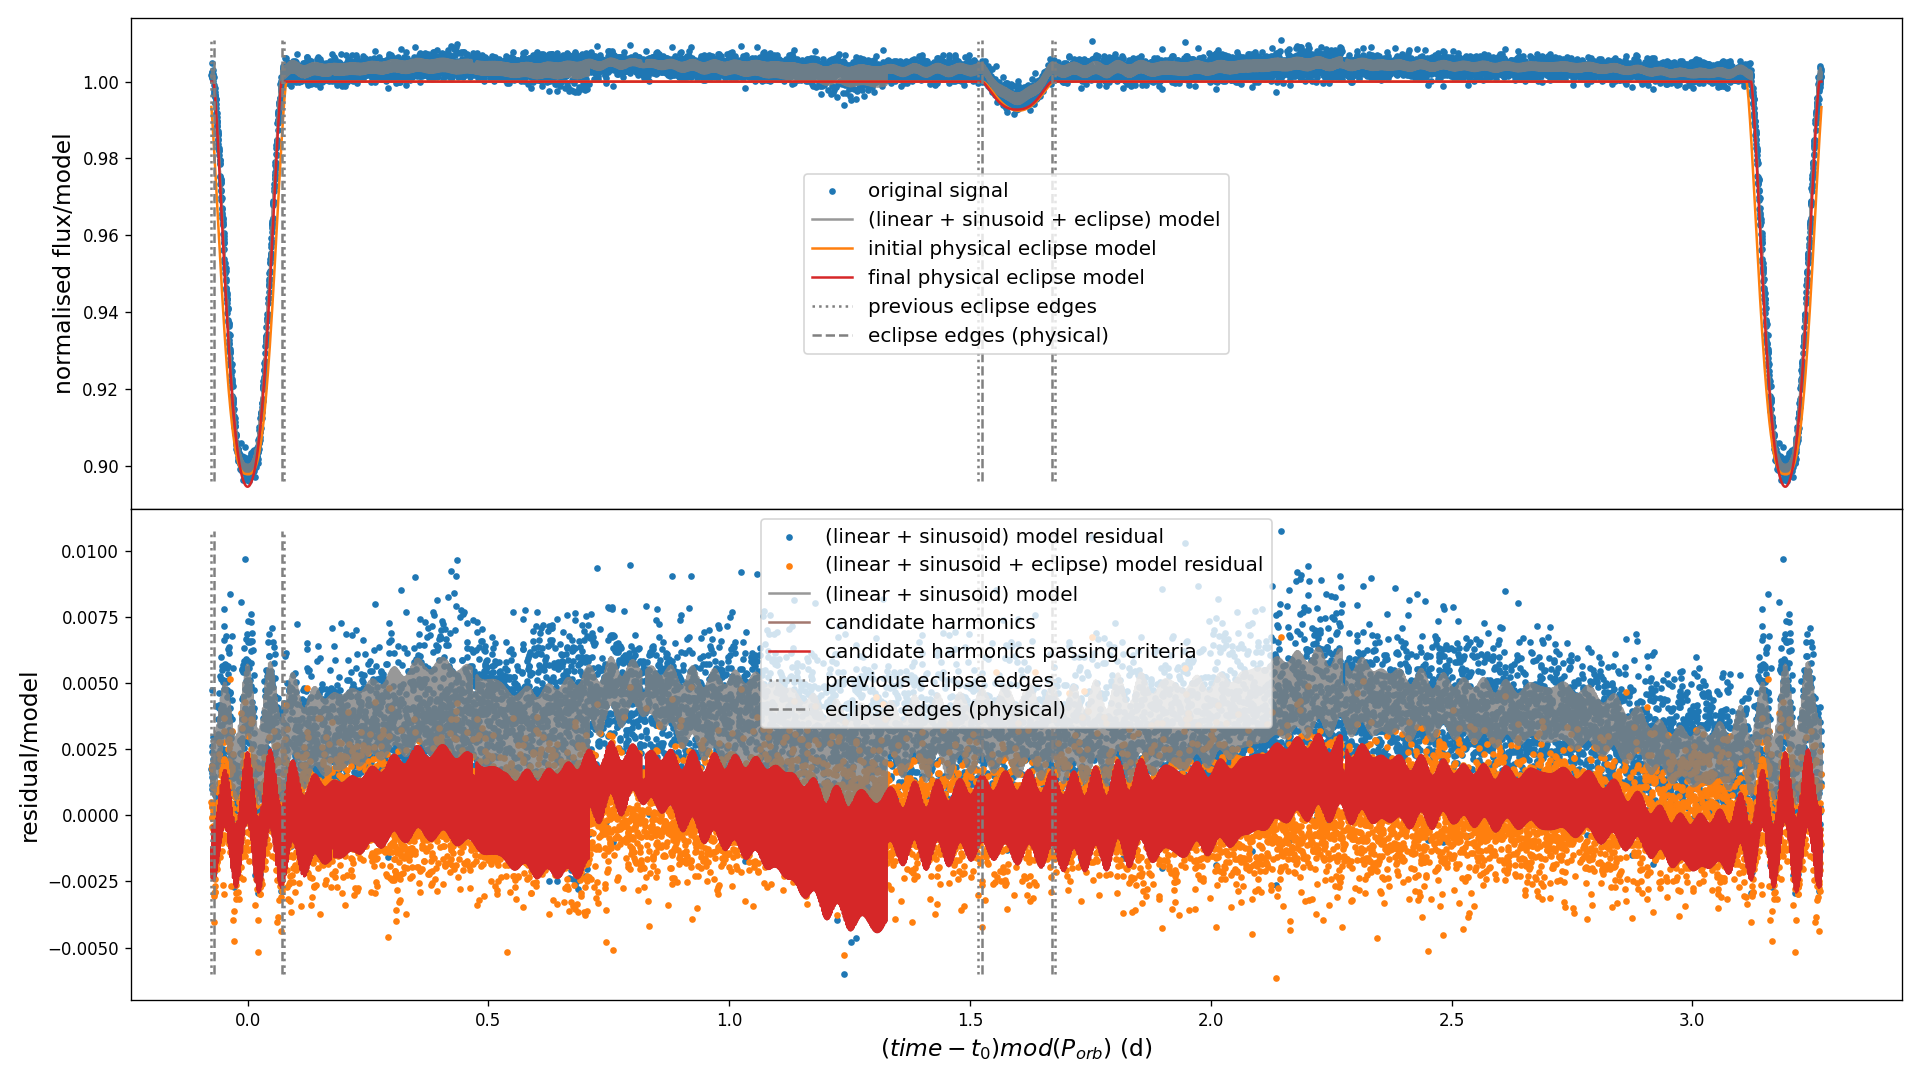 normalised flux/model
1.00
0.98
0.96
0.94
0.92
0.90
original signal
(linear + sinusoid + eclipse) model
initial physical eclipse model
final physical eclipse model
previous eclipse edges
eclipse edges (physical)
residual/model
0.0100
0.0075
0.0050
0.0025
0.0000
−0.0025
−0.0050
(linear + sinusoid) model residual
(linear + sinusoid + eclipse) model residual
(linear + sinusoid) model
candidate harmonics
candidate harmonics passing criteria
previous eclipse edges
eclipse edges (physical)
0.0 0.5 1.0 1.5 2.0 2.5 3.0
(time − t₀)mod(Pₒᵣb) (d)